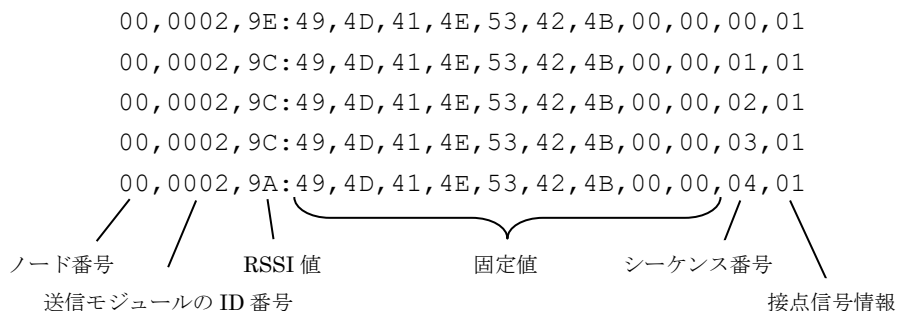 00,0002,9E:49,4D,41,4E,53,42,4B,00,00,00,01
00,0002,9C:49,4D,41,4E,53,42,4B,00,00,01,01
00,0002,9C:49,4D,41,4E,53,42,4B,00,00,02,01
00,0002,9C:49,4D,41,4E,53,42,4B,00,00,03,01
00,0002,9A:49,4D,41,4E,53,42,4B,00,00,04,01
ノード番号 RSSI 値 固定値 シーケンス番号
送信モジュールの ID 番号 接点信号情報